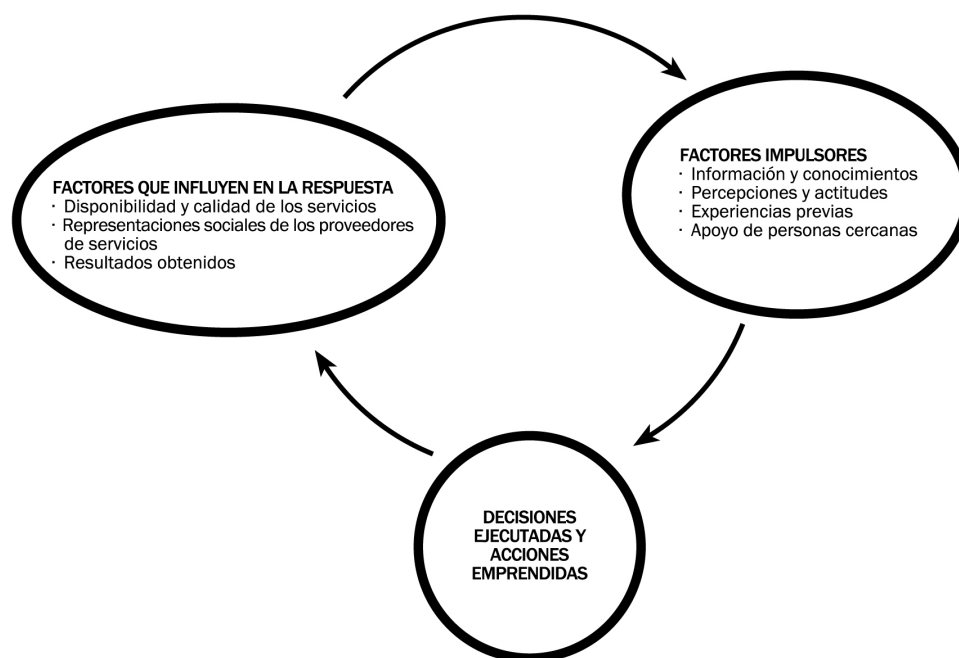 FACTORES QUE INFLUYEN EN LA RESPUESTA
· Disponibilidad y calidad de los servicios
· Representaciones sociales de los proveedores
de servicios
· Resultados obtenidos
FACTORES IMPULSORES
· Información y conocimientos
· Percepciones y actitudes
· Experiencias previas
· Apoyo de personas cercanas
DECISIONES
EJECUTADAS Y
ACCIONES
EMPRENDIDAS